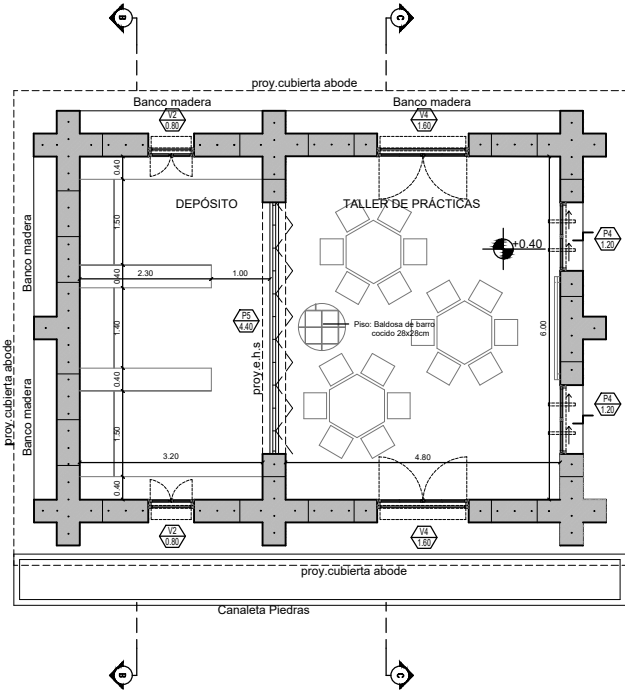 B
C
proy.cubierta abode
Banco madera
Banco madera
V2
0.80
V4
1.60
0.40
DEPÓSITO
TALLER DE PRÁCTICAS
1.50
Banco madera
+0.40
P4
1.20
0.40
2.30
1.00
P5
4.40
Piso: Baldosa de barro
cocido 28x28cm
6.00
1.40
proy.cubierta abode
proy.e.h.s
0.40
Banco madera
P4
1.20
1.50
3.20
4.80
0.40
V2
0.80
V4
1.60
proy.cubierta abode
Canaleta Piedras
B
C